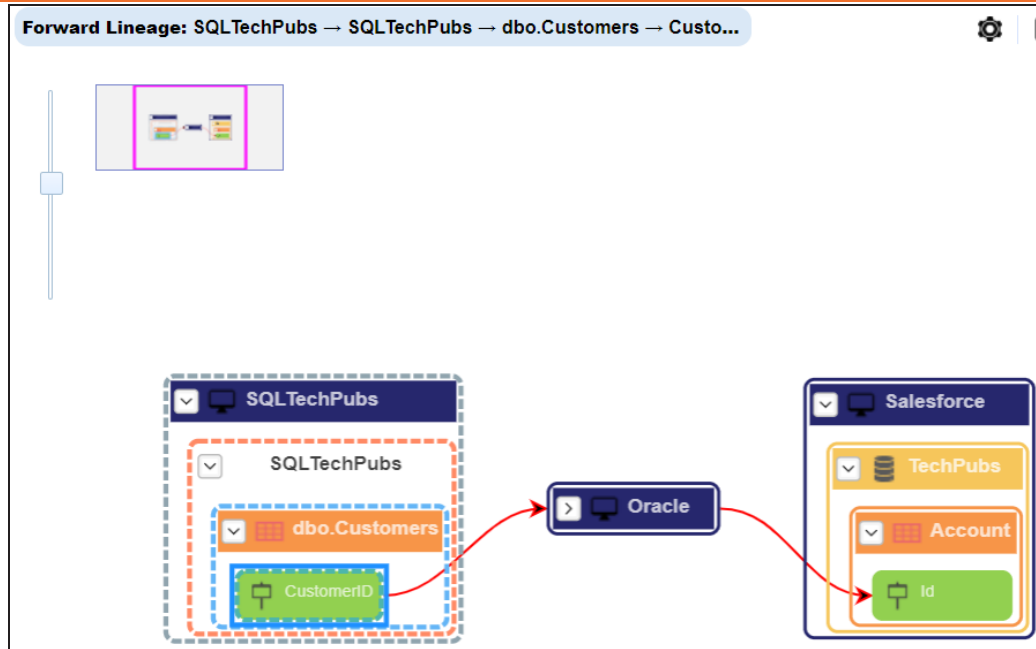 Forward Lineage: SQLTechPubs → SQLTechPubs → dbo.Customers → Custo...
SQLTechPubs
SQLTechPubs
dbo.Customers
CustomerID
Oracle
Salesforce
TechPubs
Account
Id